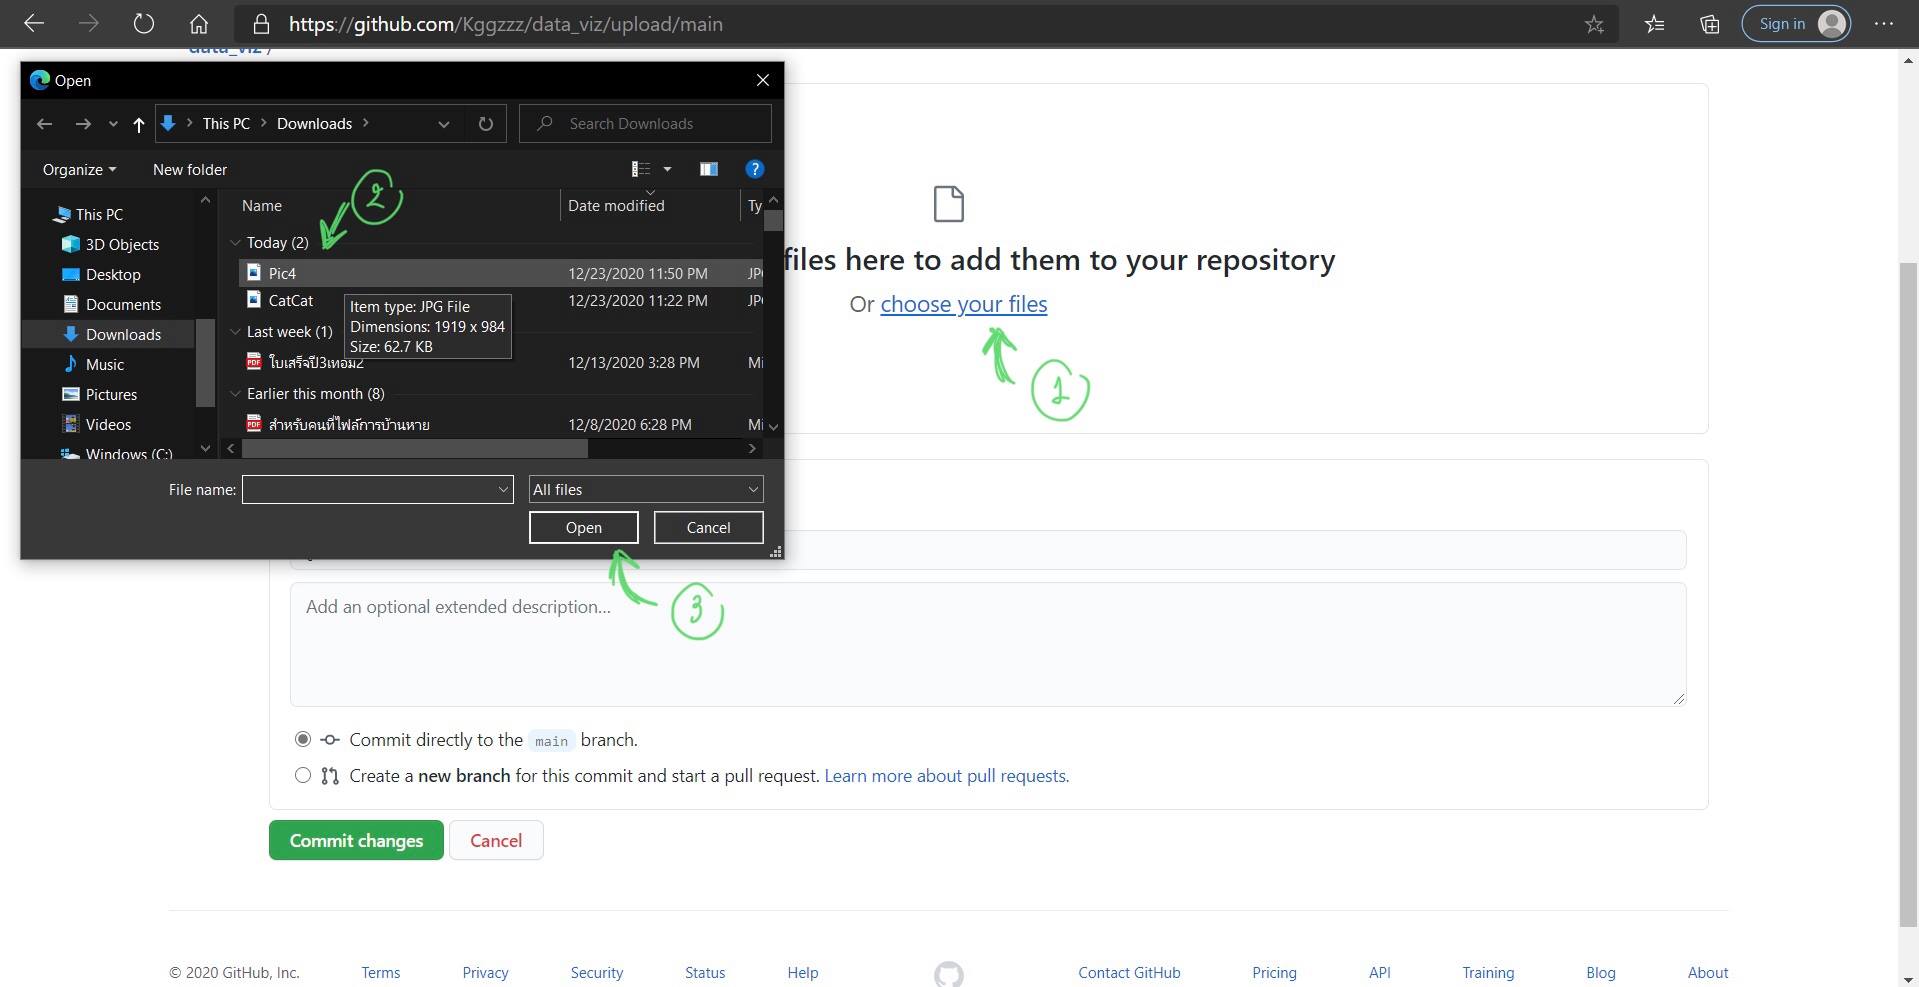 https://github.com/Kggzzz/data_viz/upload/main
Sign in
data_viz /
Open
This PC > Downloads >
Search Downloads
Organize
New folder
?
2
Name
Date modified
Ty
This PC
3D Objects
Desktop
Documents
Downloads
Music
Pictures
Videos
Windows (C:)
Today (2)
Pic4 12/23/2020 11:50 PM JP
CatCat 12/23/2020 11:22 PM JP
Item type: JPG File
Dimensions: 1919 x 984
Size: 62.7 KB
Last week (1)
ใบเสร็จปี3เทอม2 12/13/2020 3:28 PM Mi
Earlier this month (8)
สำหรับคนที่ไฟล์การบ้านหาย 12/8/2020 6:28 PM Mi
File name:
All files
Open
Cancel
files here to add them to your repository
Or choose your files
1
3
Add an optional extended description...
Commit directly to the main branch.
Create a new branch for this commit and start a pull request. Learn more about pull requests.
Commit changes
Cancel
© 2020 GitHub, Inc.
Terms
Privacy
Security
Status
Help
Contact GitHub
Pricing
API
Training
Blog
About